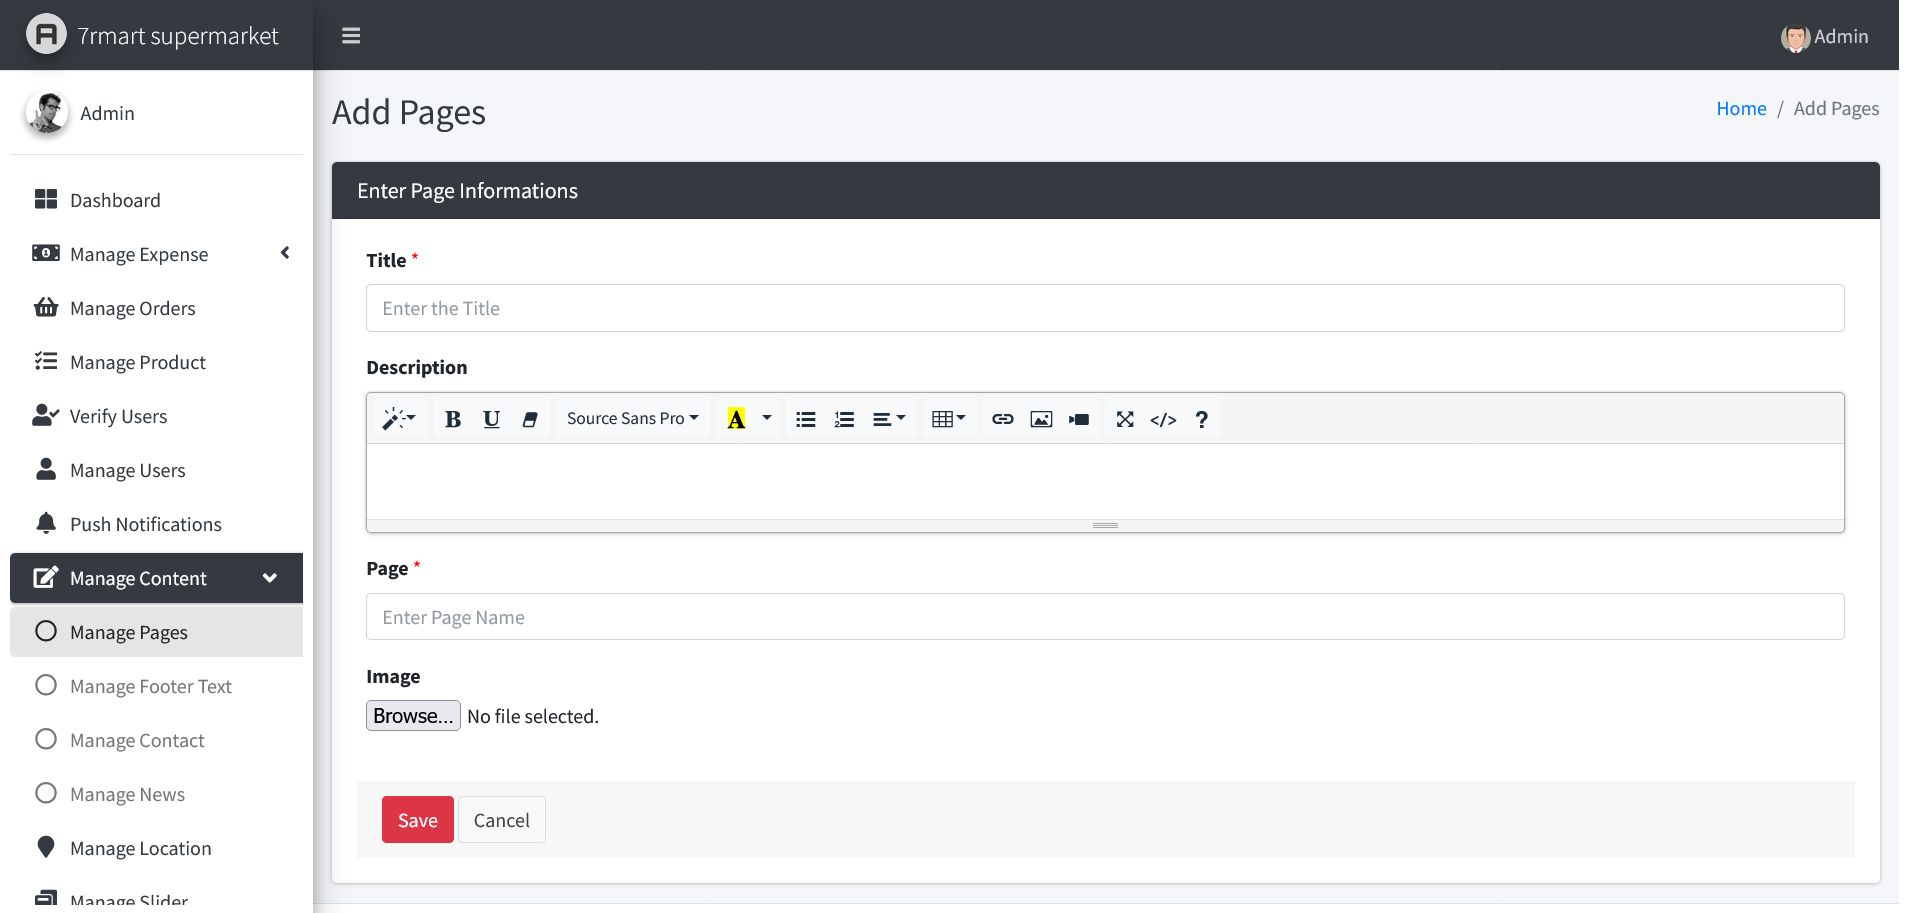 7rmart supermarket
Admin
Admin
Dashboard
Manage Expense
Manage Orders
Manage Product
Verify Users
Manage Users
Push Notifications
Manage Content
Manage Pages
Manage Footer Text
Manage Contact
Manage News
Manage Location
Manage Slider
Add Pages
Home / Add Pages
Enter Page Informations
Title *
Enter the Title
Description
B U Source Sans Pro A </> ?
Page *
Enter Page Name
Image
Browse... No file selected.
Save Cancel